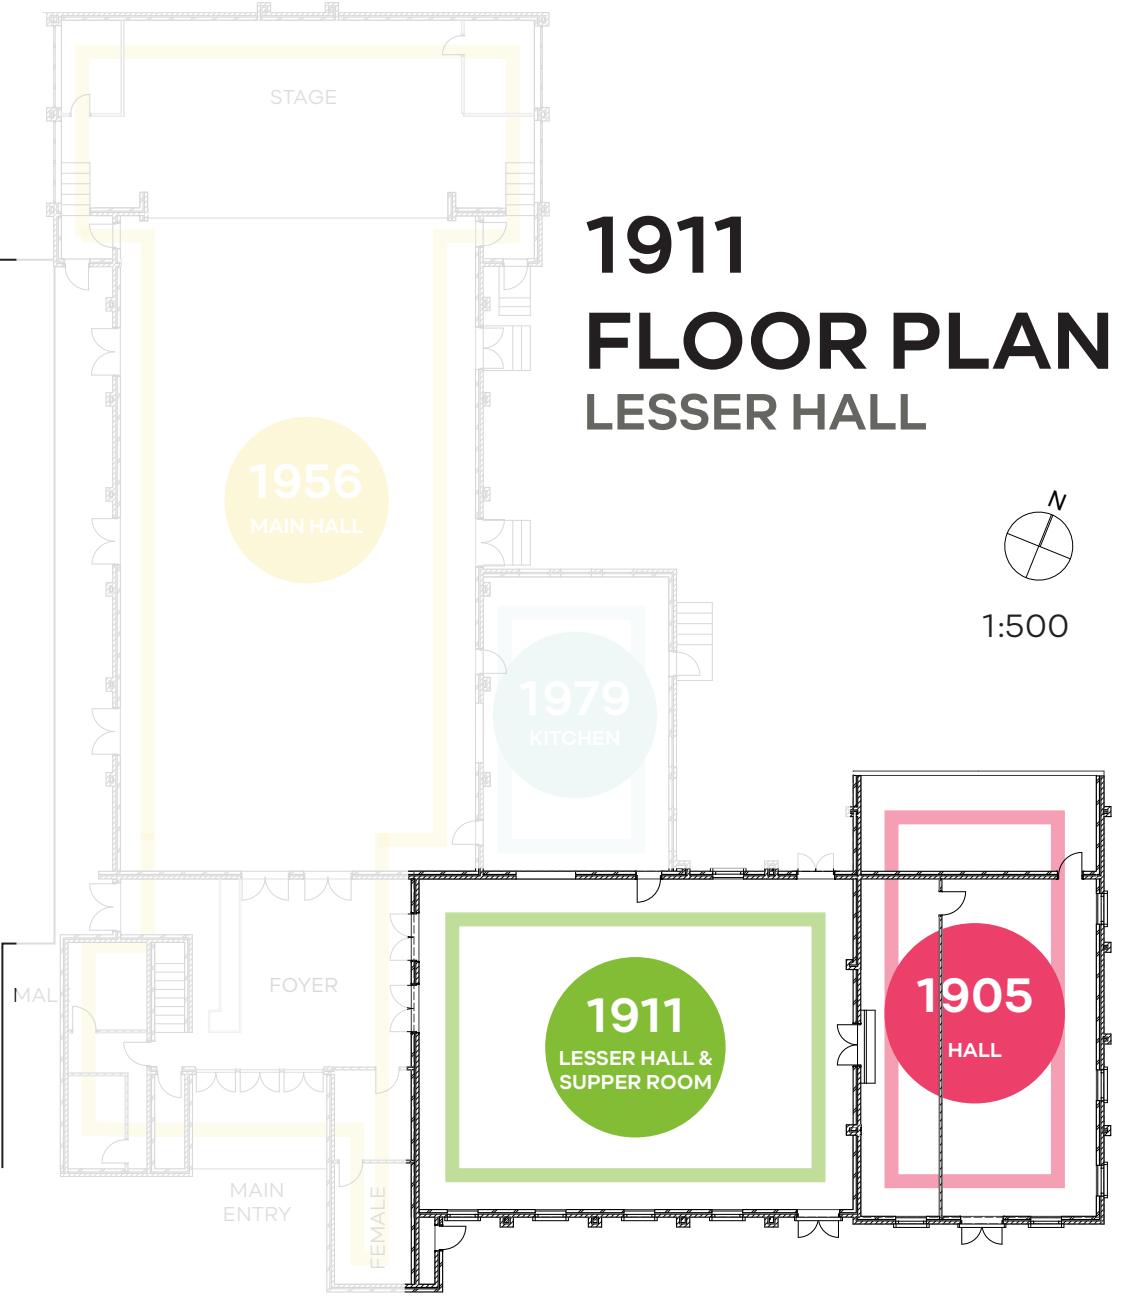 STAGE
1911
FLOOR PLAN
LESSER HALL
1956
MAIN HALL
N
1:500
1979
KITCHEN
FOYER
MAL
1911
LESSER HALL &
SUPPER ROOM
1905
HALL
MAIN
ENTRY
FEMALE